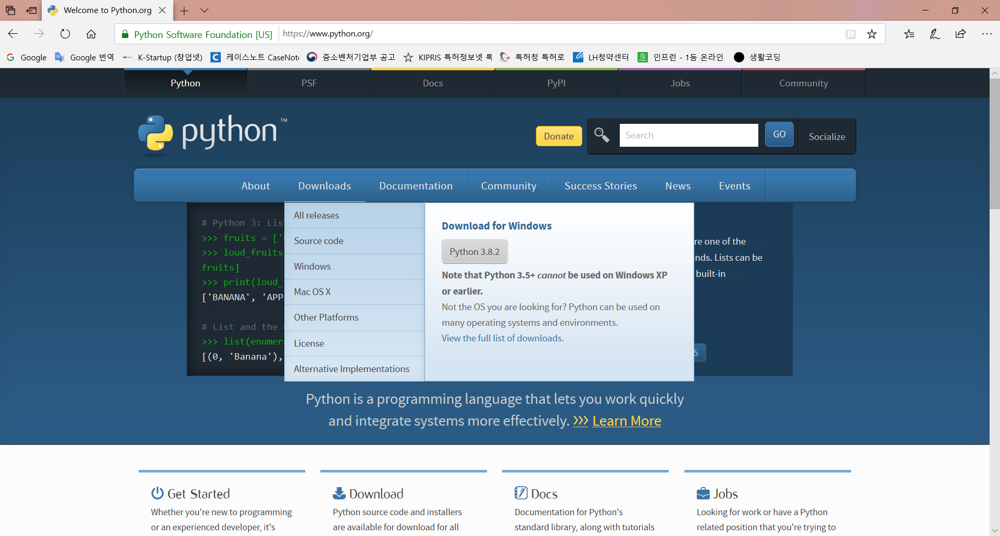 Welcome to Python.org
Python Software Foundation [US] https://www.python.org/
Google Google 번역 K-Startup (창업넷) 케이스노트 CaseNote 중소벤처기업부 공고 KIPRIS 특허정보넷 특 특허청 특허로 LH청약센터 인프런 - 1등 온라인 생활코딩
Python PSF Docs PyPI Jobs Community
python™
Donate Search GO Socialize
About Downloads Documentation Community Success Stories News Events
# Python 3: Lis
>>> fruits = ['
>>> loud_fruits
fruits]
>>> print(loud_
['BANANA', 'APP
# List and the
>>> list(enumer
[(0, 'Banana'),
All releases
Source code
Windows
Mac OS X
Other Platforms
License
Alternative Implementations
Download for Windows
Python 3.8.2
Note that Python 3.5+ cannot be used on Windows XP
or earlier.
Not the OS you are looking for? Python can be used on
many operating systems and environments.
View the full list of downloads.
re one of the
nds. Lists can be
built-in
5
Python is a programming language that lets you work quickly
and integrate systems more effectively. >>> Learn More
Get Started
Whether you're new to programming
or an experienced developer, it's
Download
Python source code and installers
are available for download for all
Docs
Documentation for Python's
standard library, along with tutorials
Jobs
Looking for work or have a Python
related position that you're trying to